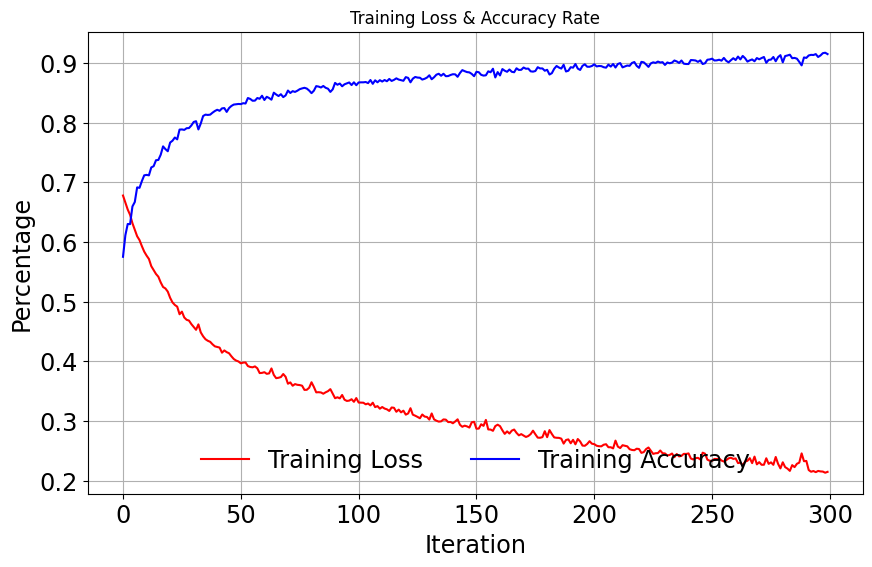 Training Loss & Accuracy Rate
Percentage
0.9
0.8
0.7
0.6
0.5
0.4
0.3
0.2
Training Loss Training Accuracy
0 50 100 150 200 250 300
Iteration